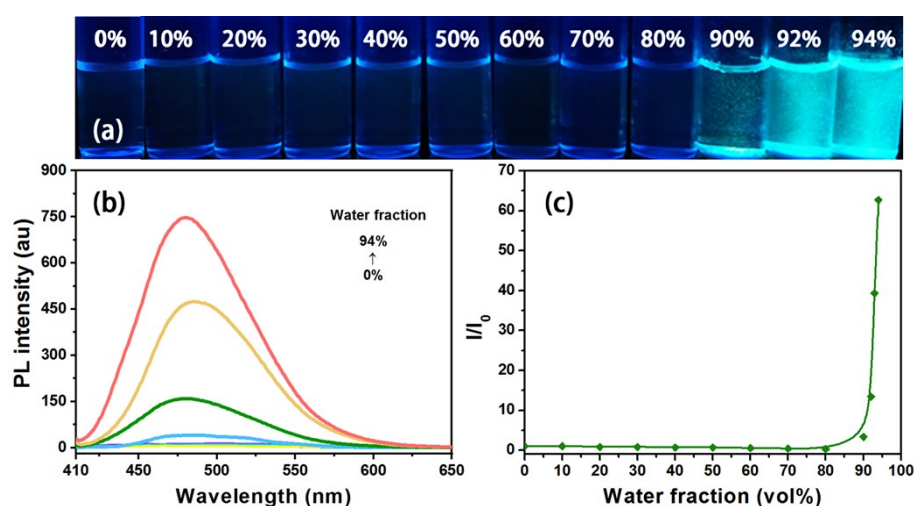 0% 10% 20% 30% 40% 50% 60% 70% 80% 90% 92% 94%
(a)
(b)
Water fraction
94%
↑
0%
PL intensity (au)
900
750
600
450
300
150
0
410 450 500 550 600 650
Wavelength (nm)
(c)
I/I₀
70
60
50
40
30
20
10
0
0 10 20 30 40 50 60 70 80 90 100
Water fraction (vol%)